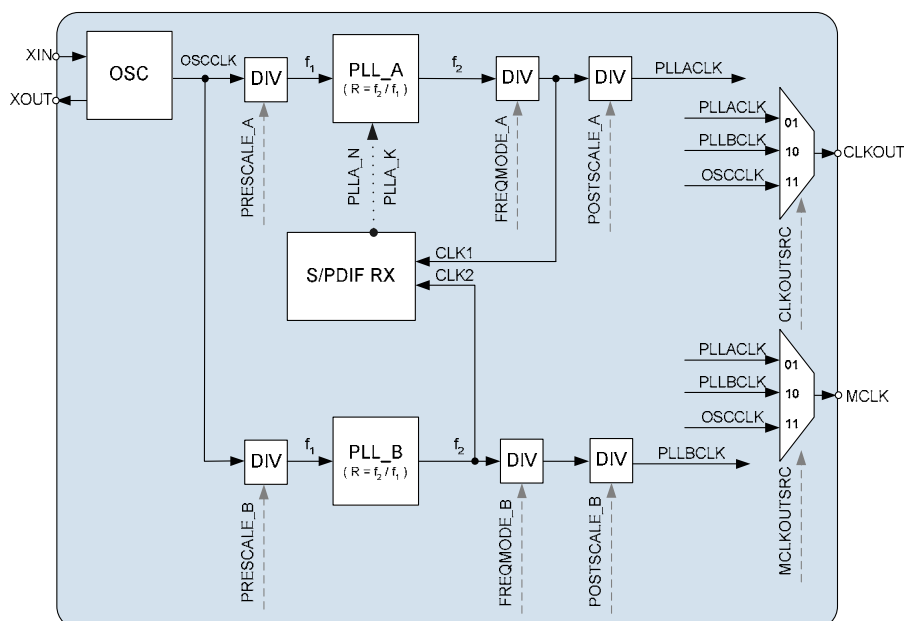 XIN
XOUT
OSC
OSCCLK
DIV
f1
PLL_A
( R = f2 / f1 )
f2
DIV
DIV
PLLACLK
PRESCALE_A
PLLA_N
PLLA_K
FREQMODE_A
POSTSCALE_A
PLLACLK
01
PLLBCLK
10
CLKOUT
OSCCLK
11
CLKOUTSRC
S/PDIF RX
CLK1
CLK2
PLLACLK
01
PLLBCLK
10
MCLK
OSCCLK
11
MCLKOUTSRC
DIV
f1
PLL_B
( R = f2 / f1 )
f2
DIV
DIV
PLLBCLK
PRESCALE_B
FREQMODE_B
POSTSCALE_B